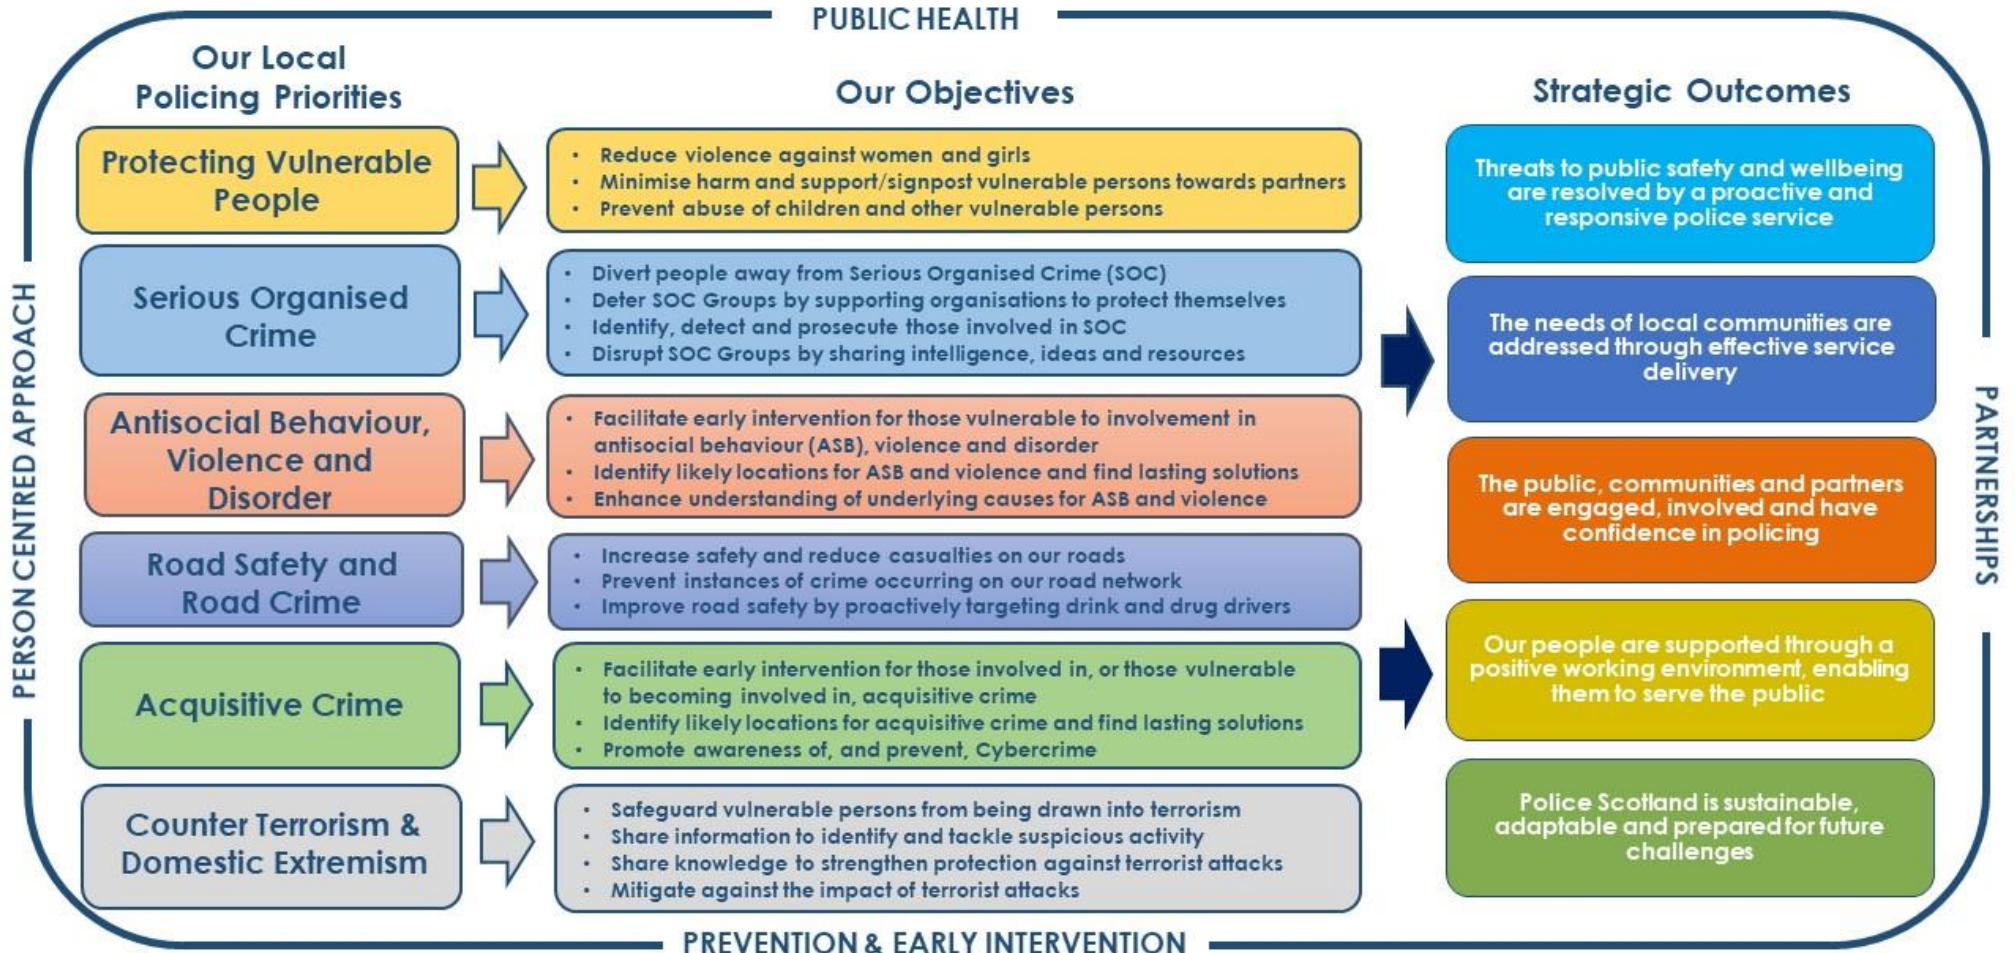 PUBLIC HEALTH
Our Local
Policing Priorities
Our Objectives
Strategic Outcomes
PERSON CENTRED APPROACH
Protecting Vulnerable
People
• Reduce violence against women and girls
• Minimise harm and support/signpost vulnerable persons towards partners
• Prevent abuse of children and other vulnerable persons
Serious Organised
Crime
• Divert people away from Serious Organised Crime (SOC)
• Deter SOC Groups by supporting organisations to protect themselves
• Identify, detect and prosecute those involved in SOC
• Disrupt SOC Groups by sharing intelligence, ideas and resources
Antisocial Behaviour,
Violence and
Disorder
• Facilitate early intervention for those vulnerable to involvement in
antisocial behaviour (ASB), violence and disorder
• Identify likely locations for ASB and violence and find lasting solutions
• Enhance understanding of underlying causes for ASB and violence
Road Safety and
Road Crime
• Increase safety and reduce casualties on our roads
• Prevent instances of crime occurring on our road network
• Improve road safety by proactively targeting drink and drug drivers
Acquisitive Crime
• Facilitate early intervention for those involved in, or those vulnerable
to becoming involved in, acquisitive crime
• Identify likely locations for acquisitive crime and find lasting solutions
• Promote awareness of, and prevent, Cybercrime
Counter Terrorism &
Domestic Extremism
• Safeguard vulnerable persons from being drawn into terrorism
• Share information to identify and tackle suspicious activity
• Share knowledge to strengthen protection against terrorist attacks
• Mitigate against the impact of terrorist attacks
Threats to public safety and wellbeing
are resolved by a proactive and
responsive police service
The needs of local communities are
addressed through effective service
delivery
The public, communities and partners
are engaged, involved and have
confidence in policing
Our people are supported through a
positive working environment, enabling
them to serve the public
Police Scotland is sustainable,
adaptable and prepared for future
challenges
PARTNERSHIPS
PREVENTION & EARLY INTERVENTION